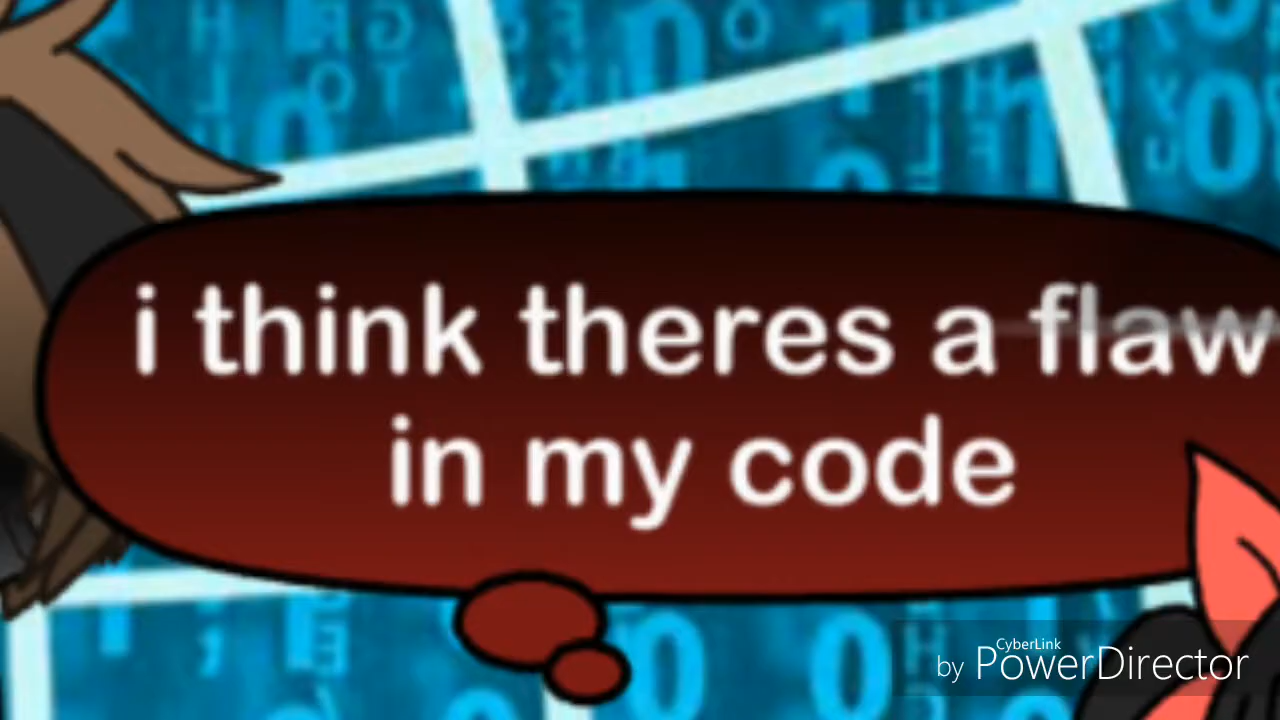 i think theres a flaw
in my code
CyberLink
by PowerDirector